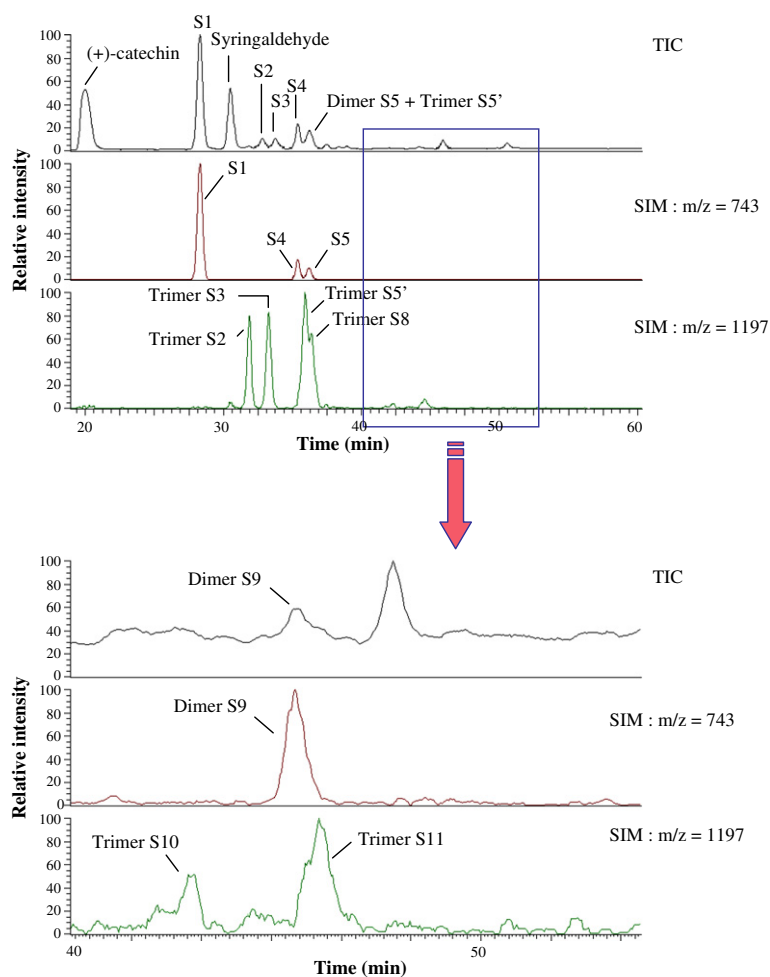 S1
(+)-catechin
Syringaldehyde
TIC
S2
S3
S4
Dimer S5 + Trimer S5'
100
80
60
40
20
0
Relative intensity
S1
SIM : m/z = 743
S4
S5
100
80
60
40
20
0
Trimer S3
Trimer S5'
Trimer S2
Trimer S8
SIM : m/z = 1197
100
80
60
40
20
0
20 30 40 50 60
Time (min)
TIC
Dimer S9
100
80
60
40
20
0
Relative intensity
Dimer S9
SIM : m/z = 743
100
80
60
40
20
0
Trimer S10
Trimer S11
SIM : m/z = 1197
100
80
60
40
20
0
40 50
Time (min)